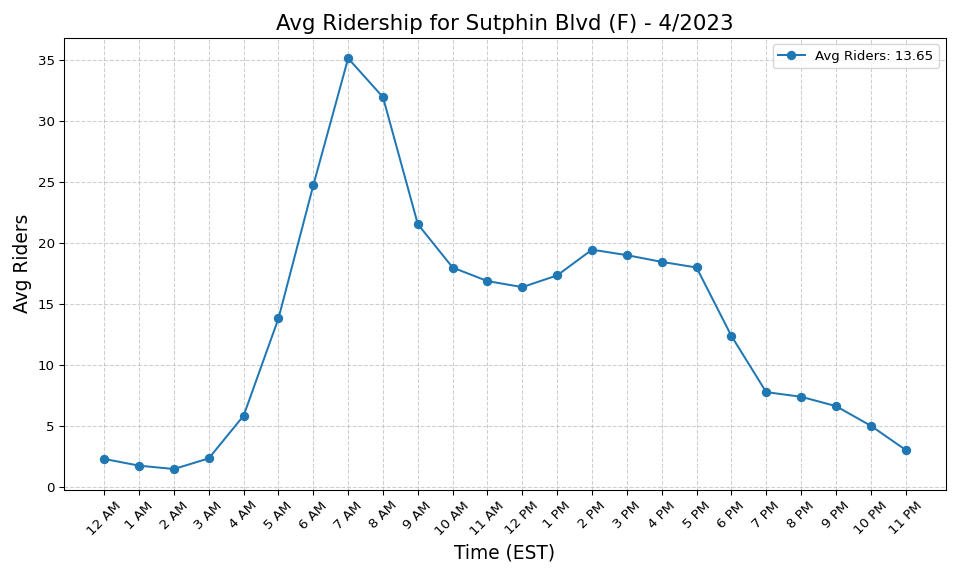 Avg Ridership for Sutphin Blvd (F) - 4/2023
Avg Riders: 13.65
Avg Riders
35
30
25
20
15
10
5
0
12 AM
1 AM
2 AM
3 AM
4 AM
5 AM
6 AM
7 AM
8 AM
9 AM
10 AM
11 AM
12 PM
1 PM
2 PM
3 PM
4 PM
5 PM
6 PM
7 PM
8 PM
9 PM
10 PM
11 PM
Time (EST)